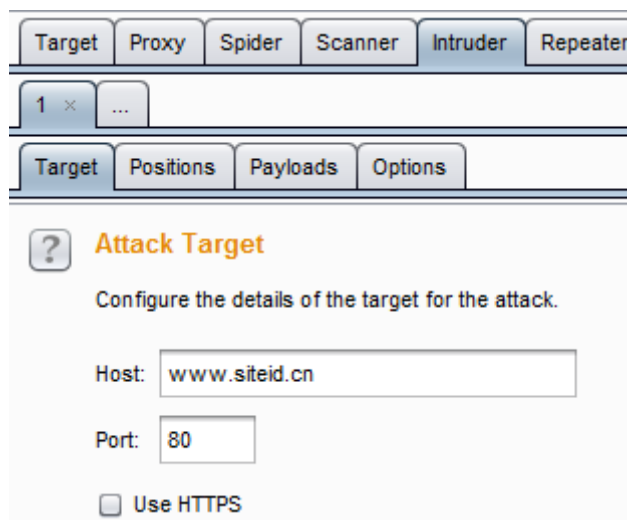 Target Proxy Spider Scanner Intruder Repeater
1 × ...
Target Positions Payloads Options
? Attack Target
Configure the details of the target for the attack.
Host: www.siteid.cn
Port: 80
Use HTTPS